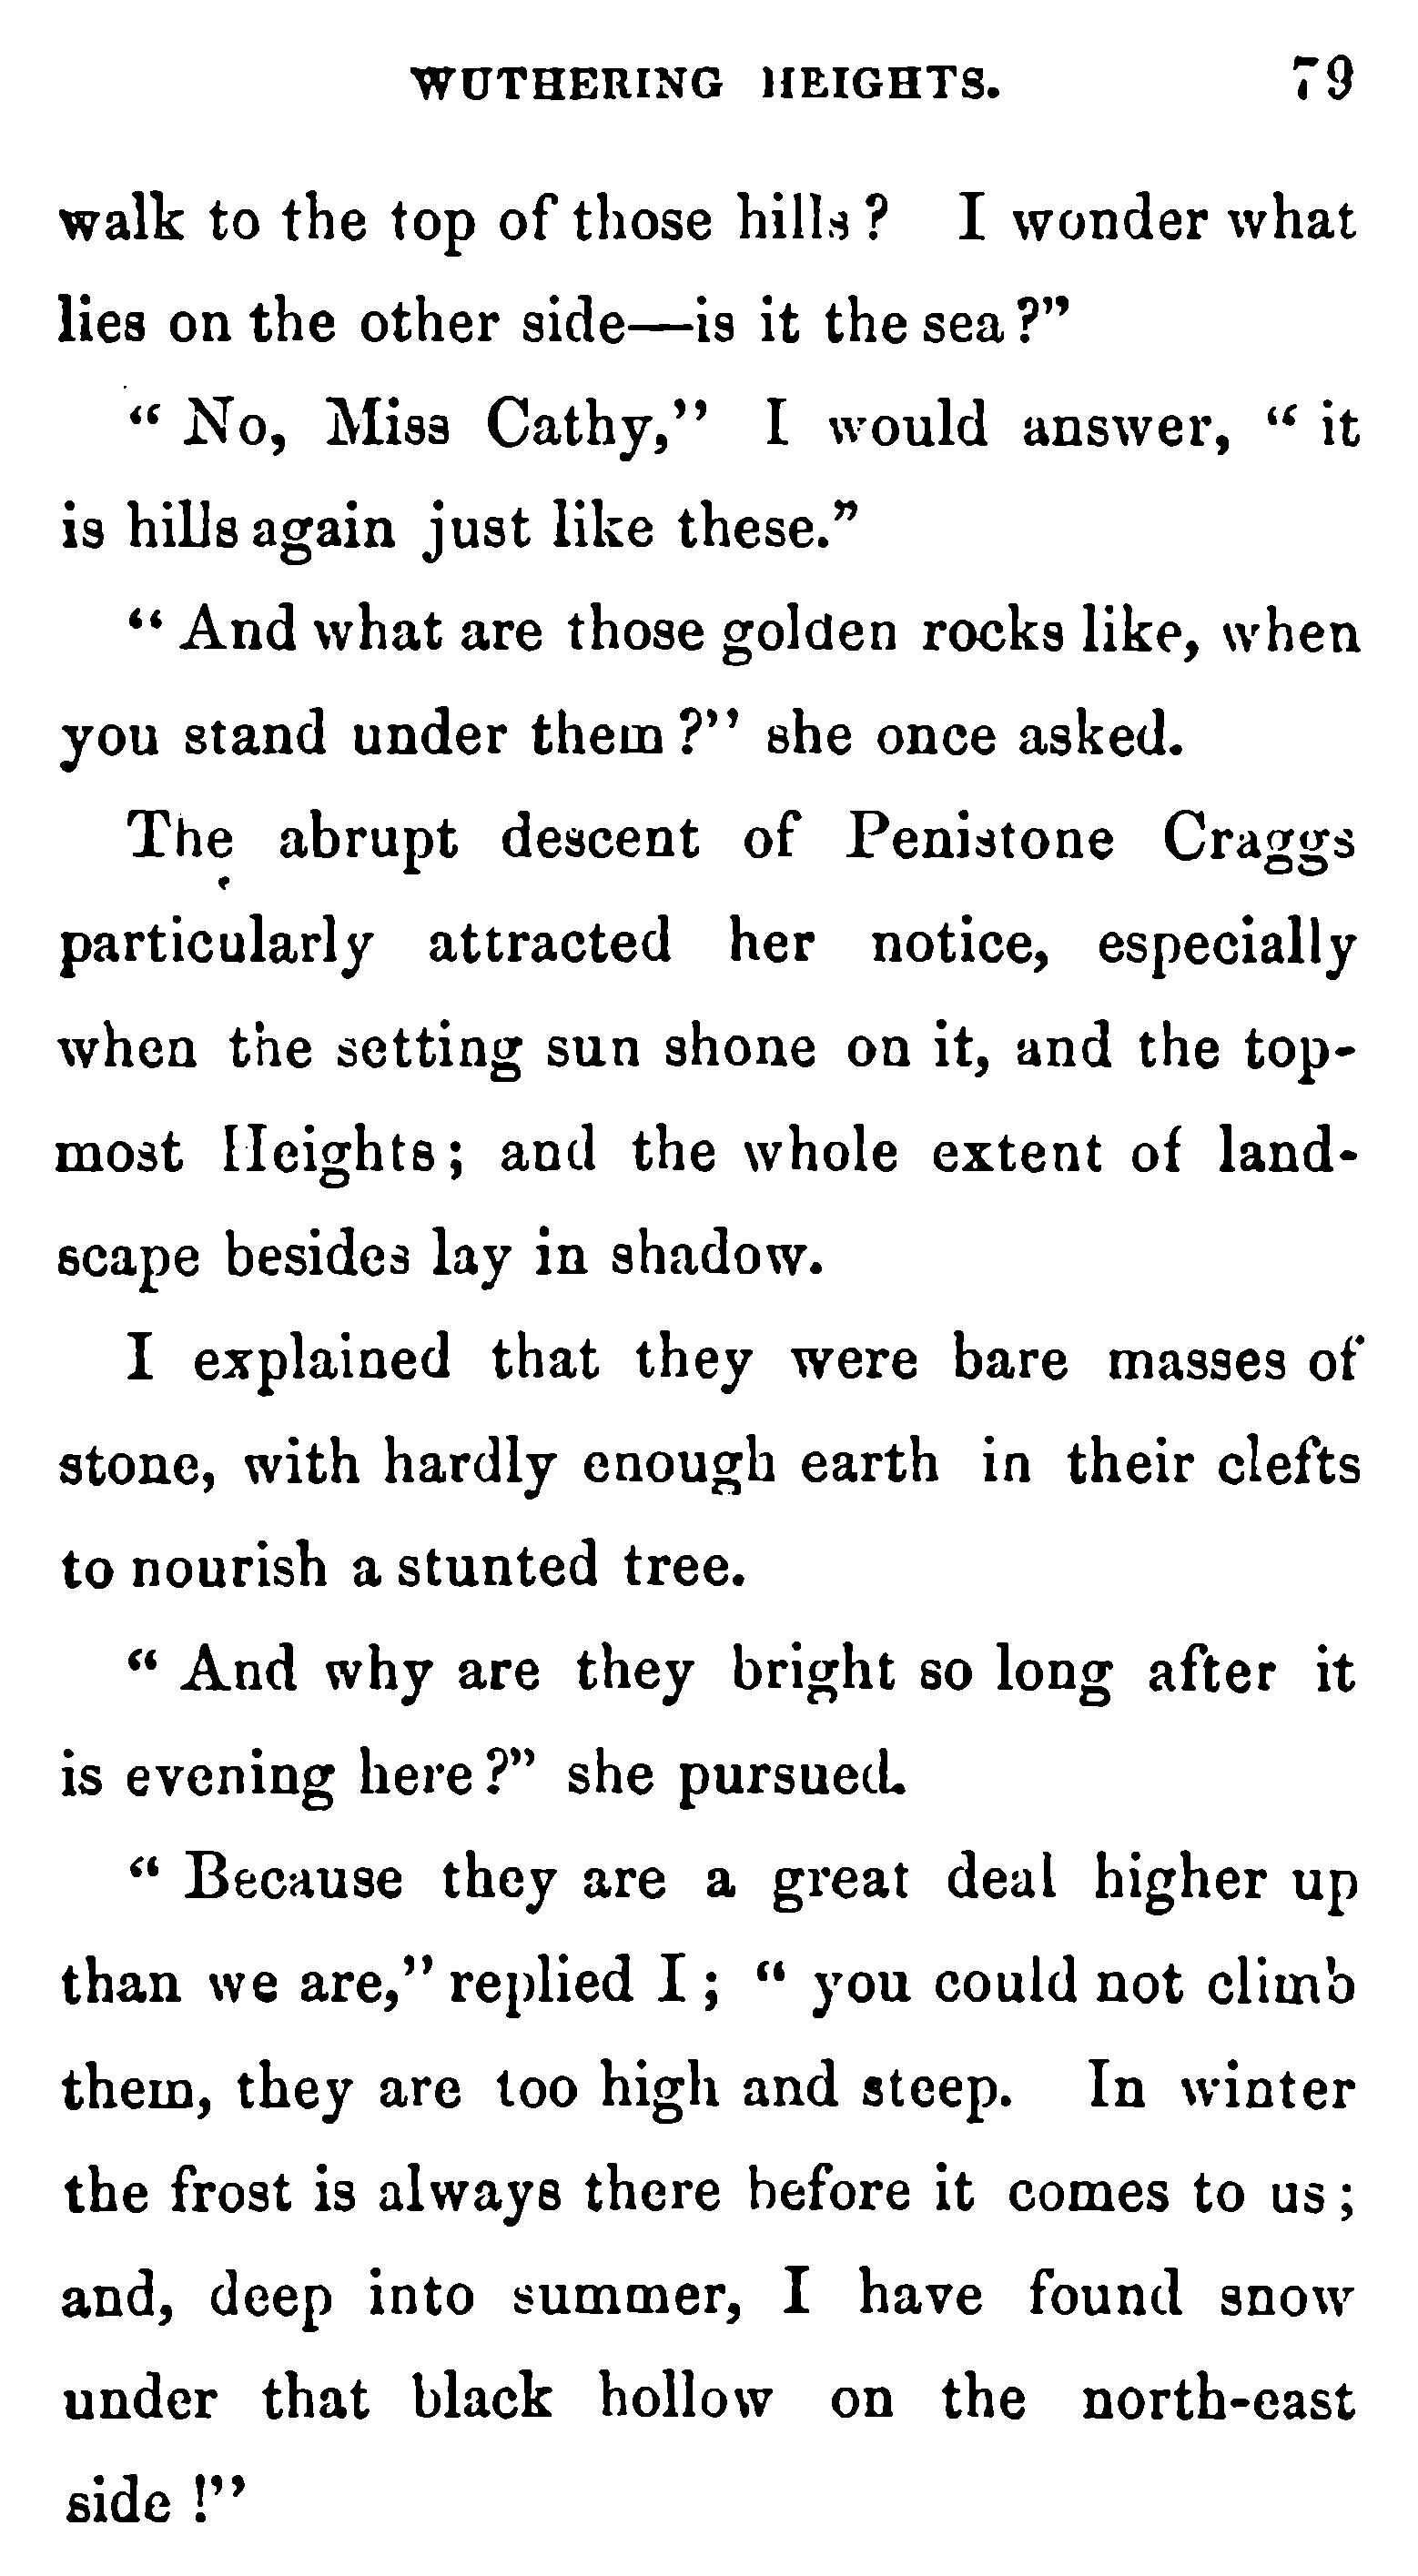 WUTHERING HEIGHTS. 79
walk to the top of those hills? I wonder what
lies on the other side—is it the sea?"
"No, Miss Cathy," I would answer, "it
is hills again just like these."
"And what are those golden rocks like, when
you stand under them?" she once asked.
The abrupt descent of Penistone Craggs
particularly attracted her notice, especially
when the setting sun shone on it, and the top-
most Heights; and the whole extent of land-
scape besides lay in shadow.
I explained that they were bare masses of
stone, with hardly enough earth in their clefts
to nourish a stunted tree.
"And why are they bright so long after it
is evening here?" she pursued.
"Because they are a great deal higher up
than we are," replied I; "you could not climb
them, they are too high and steep. In winter
the frost is always there before it comes to us;
and, deep into summer, I have found snow
under that black hollow on the north-east
side!"